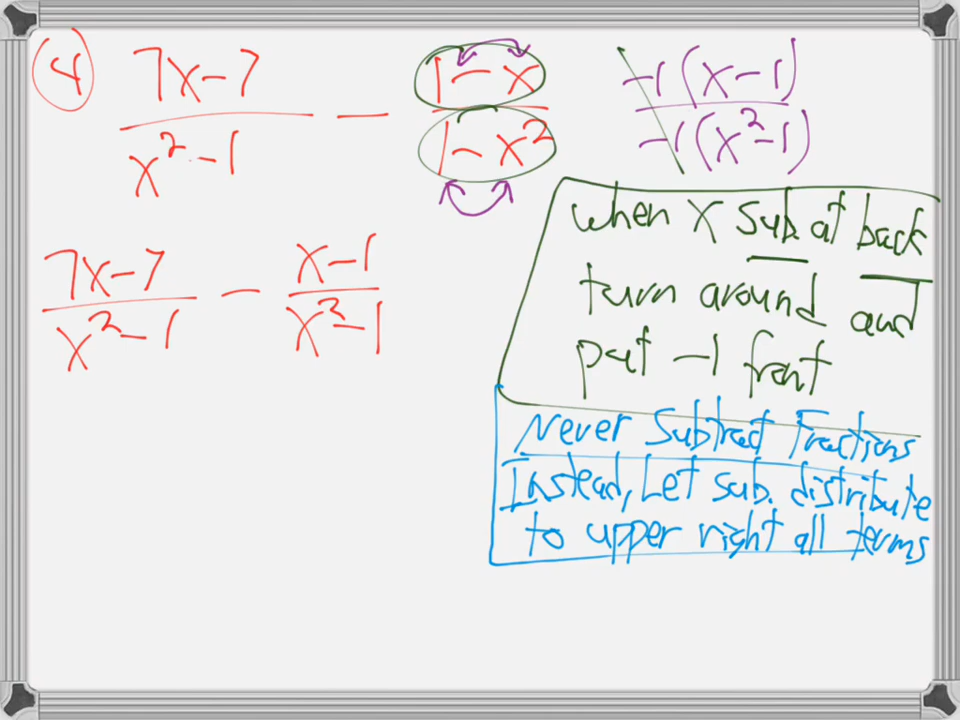 ④ 7x-7 / x²-1 - 1-x / 1-x² -1(x-1) / -1(x²-1)
7x-7 / x²-1 - x-1 / x²-1
When X sub. at back
turn around and
put -1 front
Never Subtract Fractions
Instead, Let sub. distribute
to upper right all terms